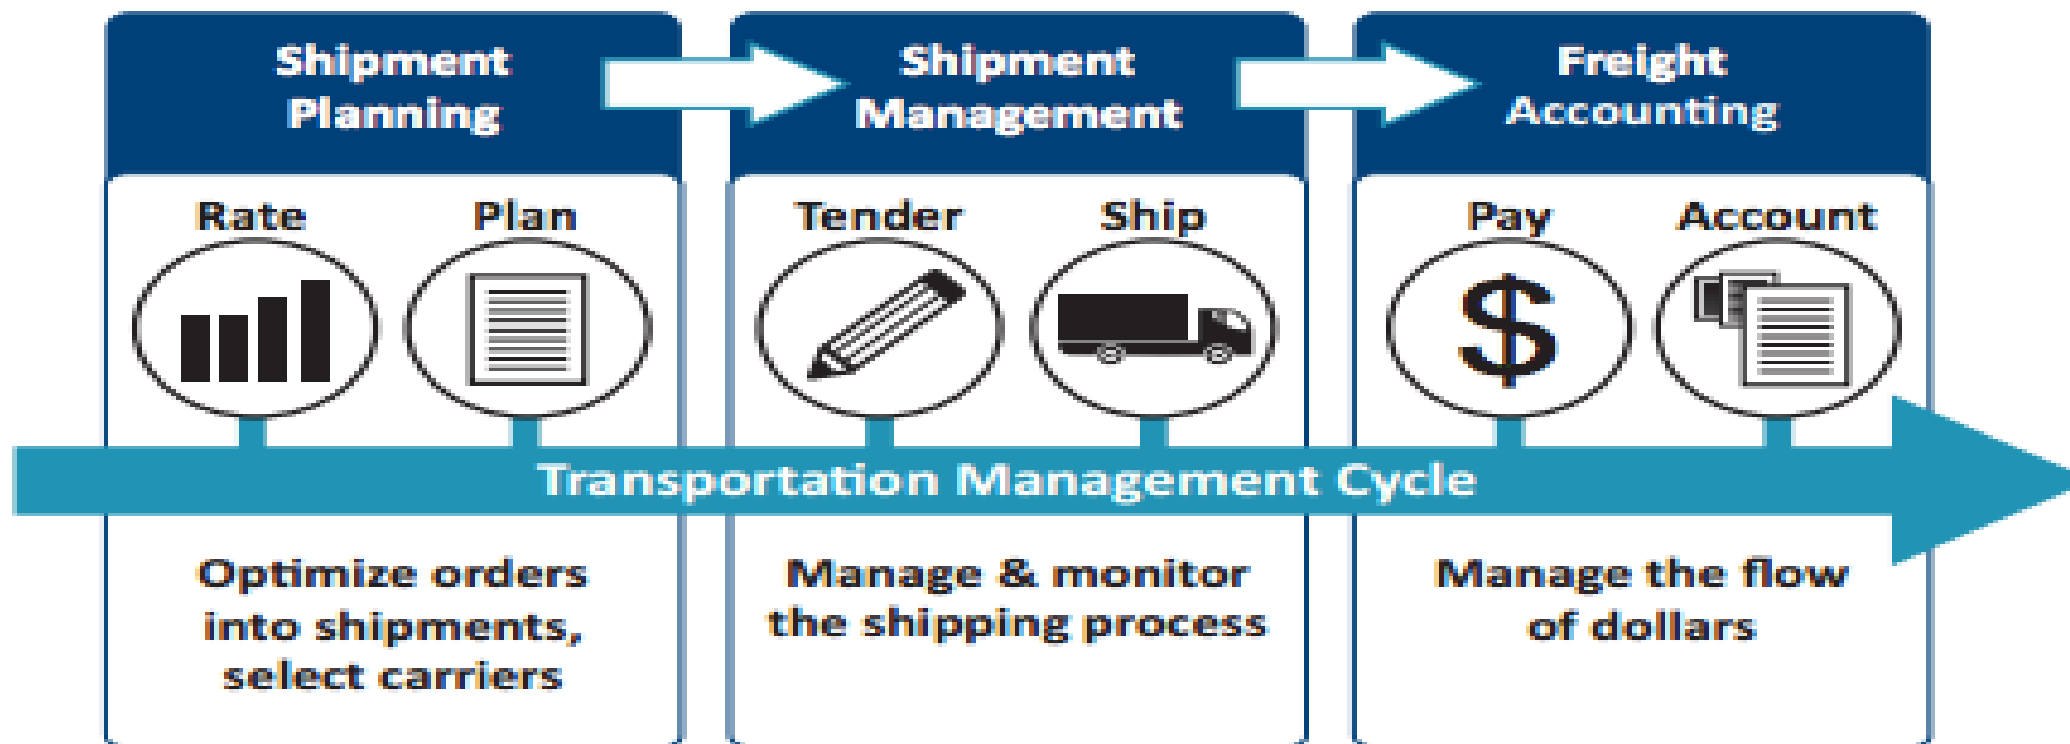 Shipment
Planning
Shipment
Management
Freight
Accounting
Rate
Plan
Tender
Ship
Pay
Account
$
Transportation Management Cycle
Optimize orders
into shipments,
select carriers
Manage & monitor
the shipping process
Manage the flow
of dollars